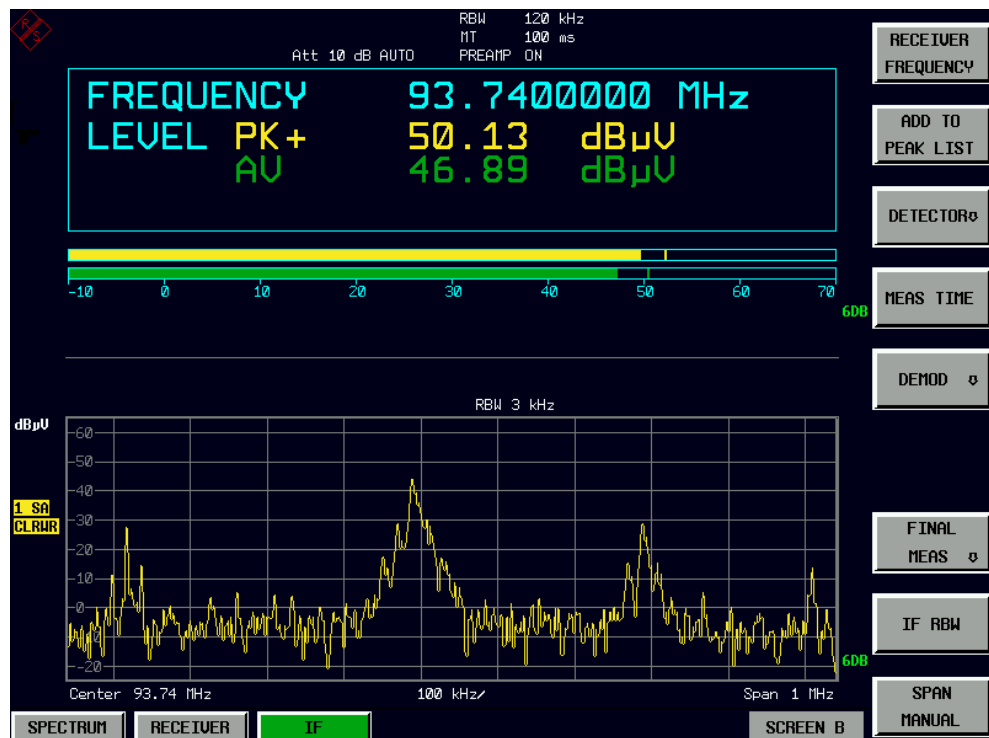 R/S
RBW 120 kHz
MT 100 ms
Att 10 dB AUTO PREAMP ON
FREQUENCY 93.7400000 MHz
LEVEL PK+ 50.13 dBµV
AV 46.89 dBµV
-10 0 10 20 30 40 50 60 70
6DB
RBW 3 kHz
dBµV
60
50
40
1 SA
CLRWR
30
20
10
0
-20
6DB
Center 93.74 MHz 100 kHz/ Span 1 MHz
SPECTRUM RECEIVER IF SCREEN B
RECEIVER
FREQUENCY
ADD TO
PEAK LIST
DETECTOR
MEAS TIME
DEMOD
FINAL
MEAS
IF RBW
SPAN
MANUAL